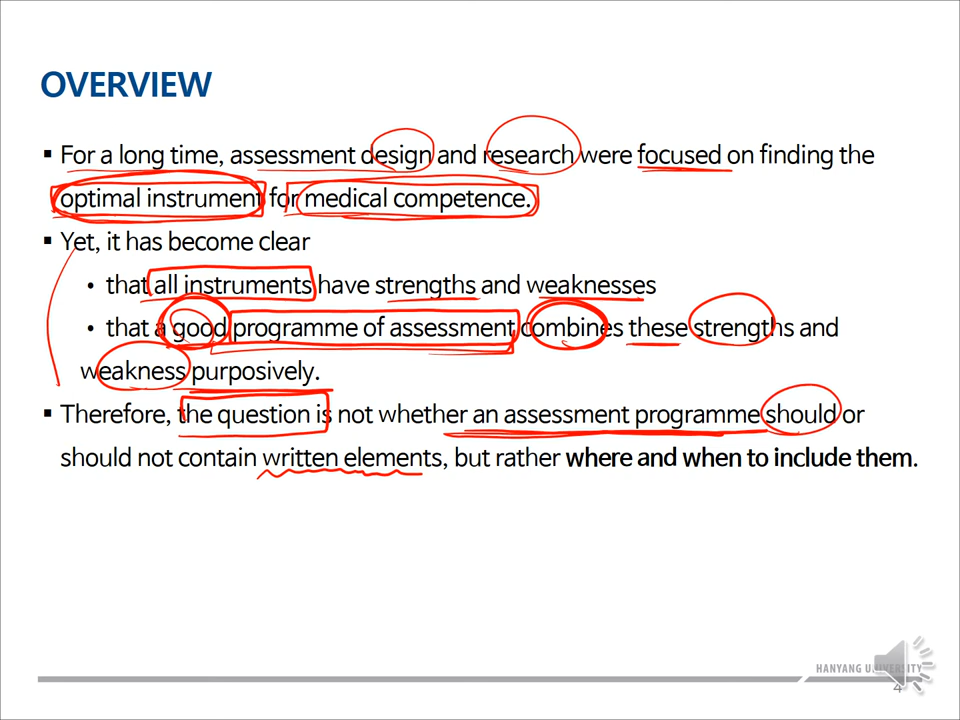 OVERVIEW
▪ For a long time, assessment design and research were focused on finding the
optimal instrument for medical competence.
▪ Yet, it has become clear
• that all instruments have strengths and weaknesses
• that a good programme of assessment combines these strengths and
weakness purposively.
▪ Therefore, the question is not whether an assessment programme should or
should not contain written elements, but rather where and when to include them.
HANYANG UNIVERSITY
4